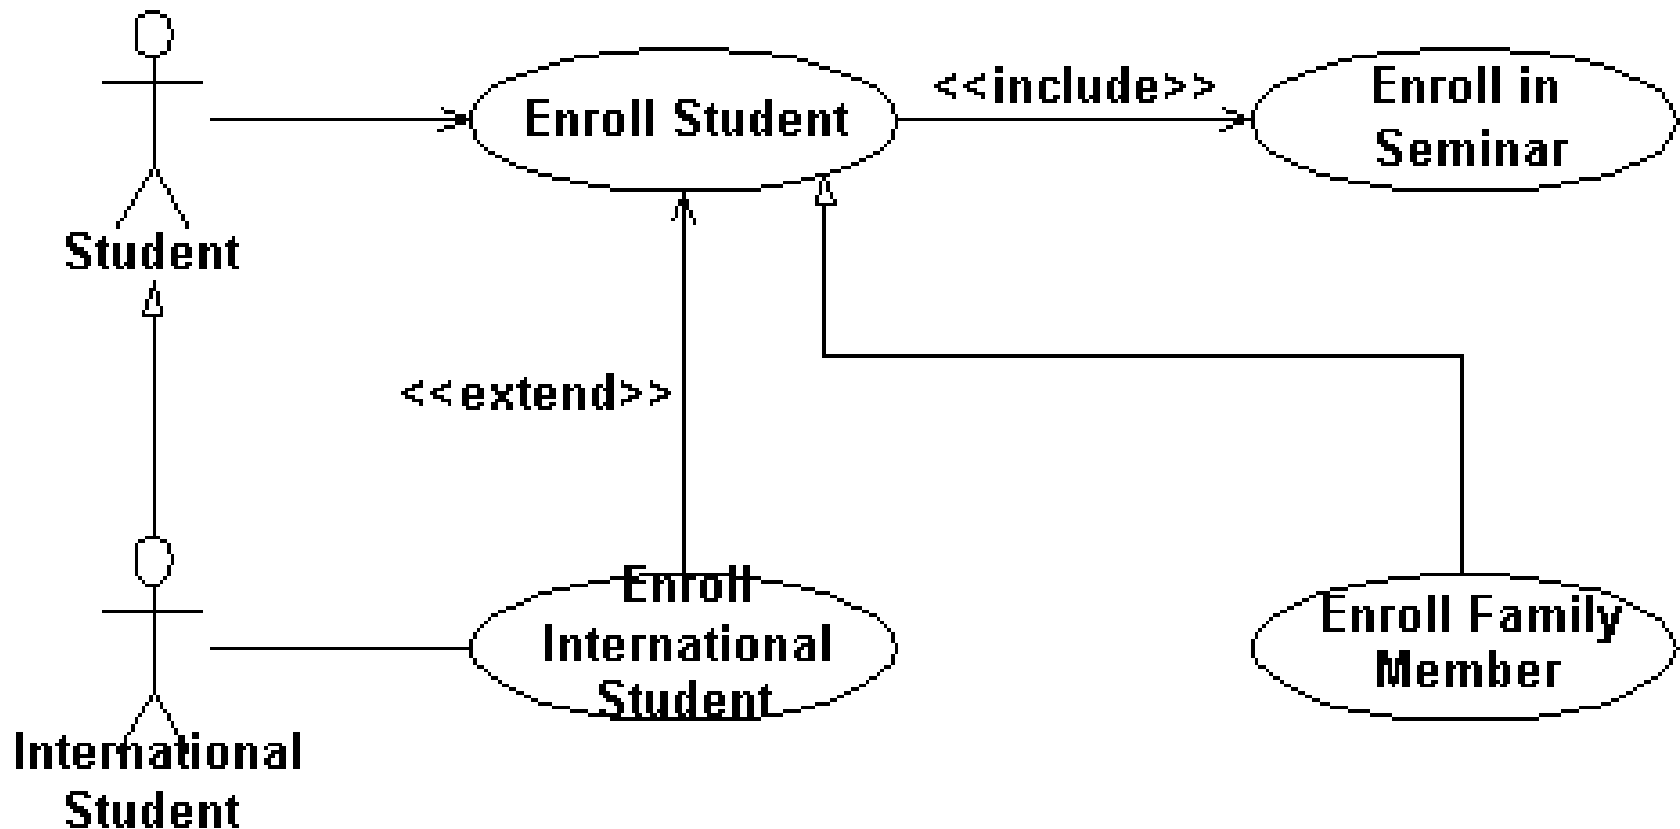 Enroll Student
<<include>>
Enroll in
Seminar
Student
<<extend>>
Enroll
International
Student
Enroll Family
Member
International
Student